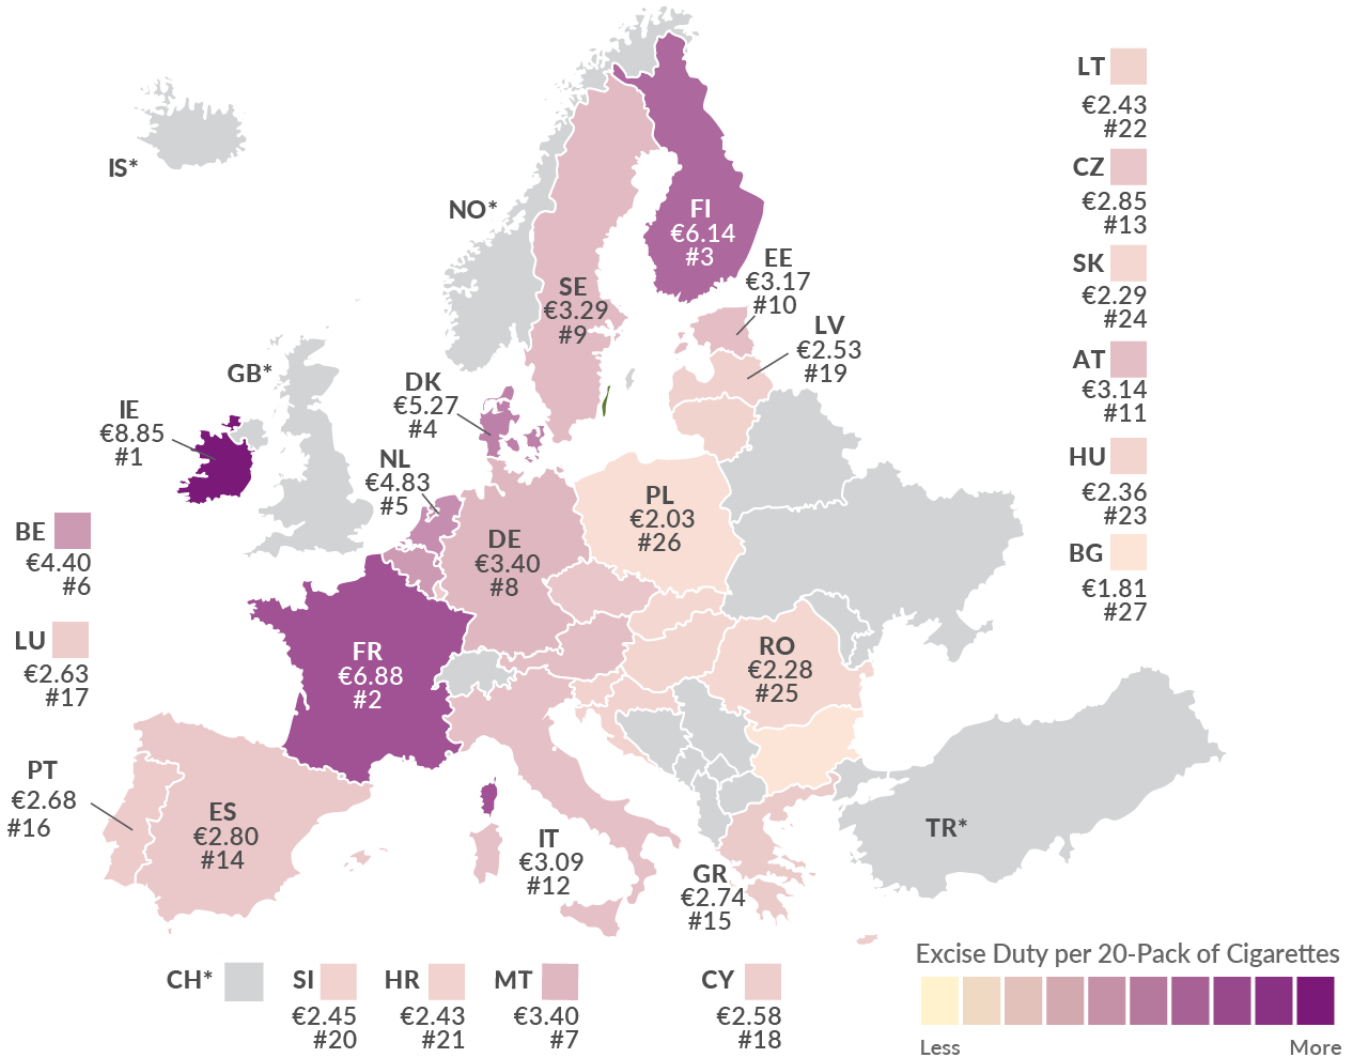 IS*
NO*
GB*
FI
€6.14
#3
EE
€3.17
#10
SE
€3.29
#9
LV
€2.53
#19
DK
€5.27
#4
IE
€8.85
#1
NL
€4.83
#5
BE
€4.40
#6
DE
€3.40
#8
PL
€2.03
#26
LU
€2.63
#17
FR
€6.88
#2
RO
€2.28
#25
PT
€2.68
#16
ES
€2.80
#14
IT
€3.09
#12
GR
€2.74
#15
TR*
LT
€2.43
#22
CZ
€2.85
#13
SK
€2.29
#24
AT
€3.14
#11
HU
€2.36
#23
BG
€1.81
#27
CH*
SI
€2.45
#20
HR
€2.43
#21
MT
€3.40
#7
CY
€2.58
#18
Excise Duty per 20-Pack of Cigarettes
Less
More